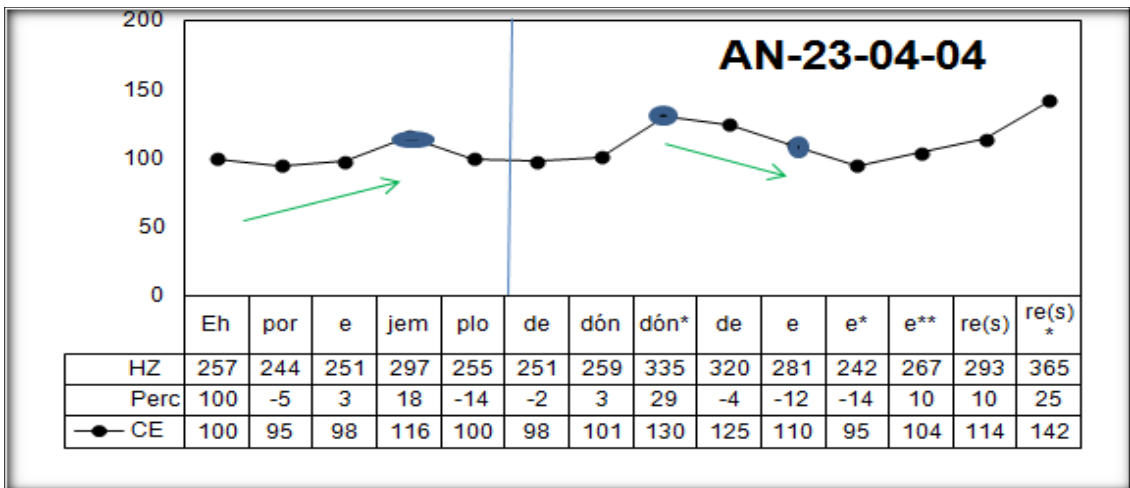 200
AN-23-04-04
150
100
50
0
Eh por e jem plo de dón dón* de e e* e** re(s) re(s)*
HZ 257 244 251 297 255 251 259 335 320 281 242 267 293 365
Perc 100 -5 3 18 -14 -2 3 29 -4 -12 -14 10 10 25
CE 100 95 98 116 100 98 101 130 125 110 95 104 114 142